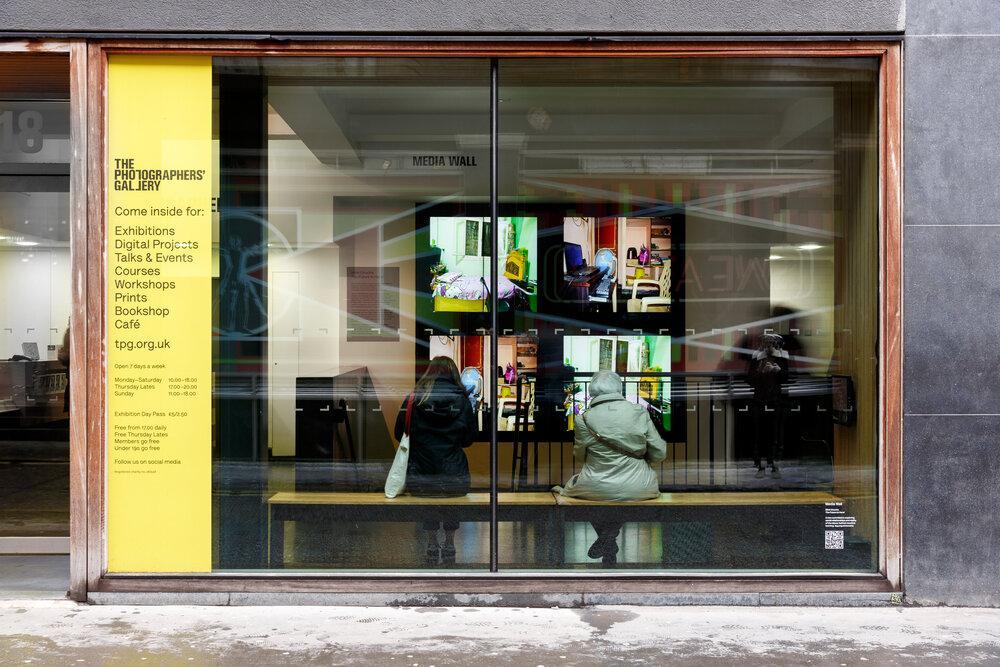 18
THE
PHOTOGRAPHERS'
GALLERY
Come inside for:
Exhibitions
Digital Projects
Talks & Events
Courses
Workshops
Prints
Bookshop
Café
tpg.org.uk
Open 7 days a week
Monday–Saturday 10.00–18.00
Thursday Lates 17.00–20.00
Sunday 11.00–18.00
Exhibition Day Pass £5/2.50
Free from 17.00 daily
Free Thursday Lates
Members go free
Under 19s go free
Follow us on social media
MEDIA WALL
Media Wall